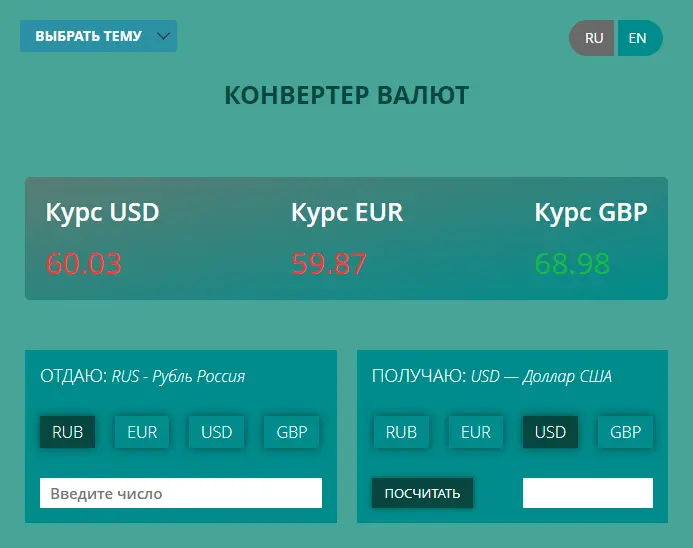 ВЫБРАТЬ ТЕМУ RU EN
КОНВЕРТЕР ВАЛЮТ
Курс USD Курс EUR Курс GBP
60.03 59.87 68.98
ОТДАЮ: RUS - Рубль Россия
RUB EUR USD GBP
Введите число
ПОЛУЧАЮ: USD — Доллар США
RUB EUR USD GBP
ПОСЧИТАТЬ